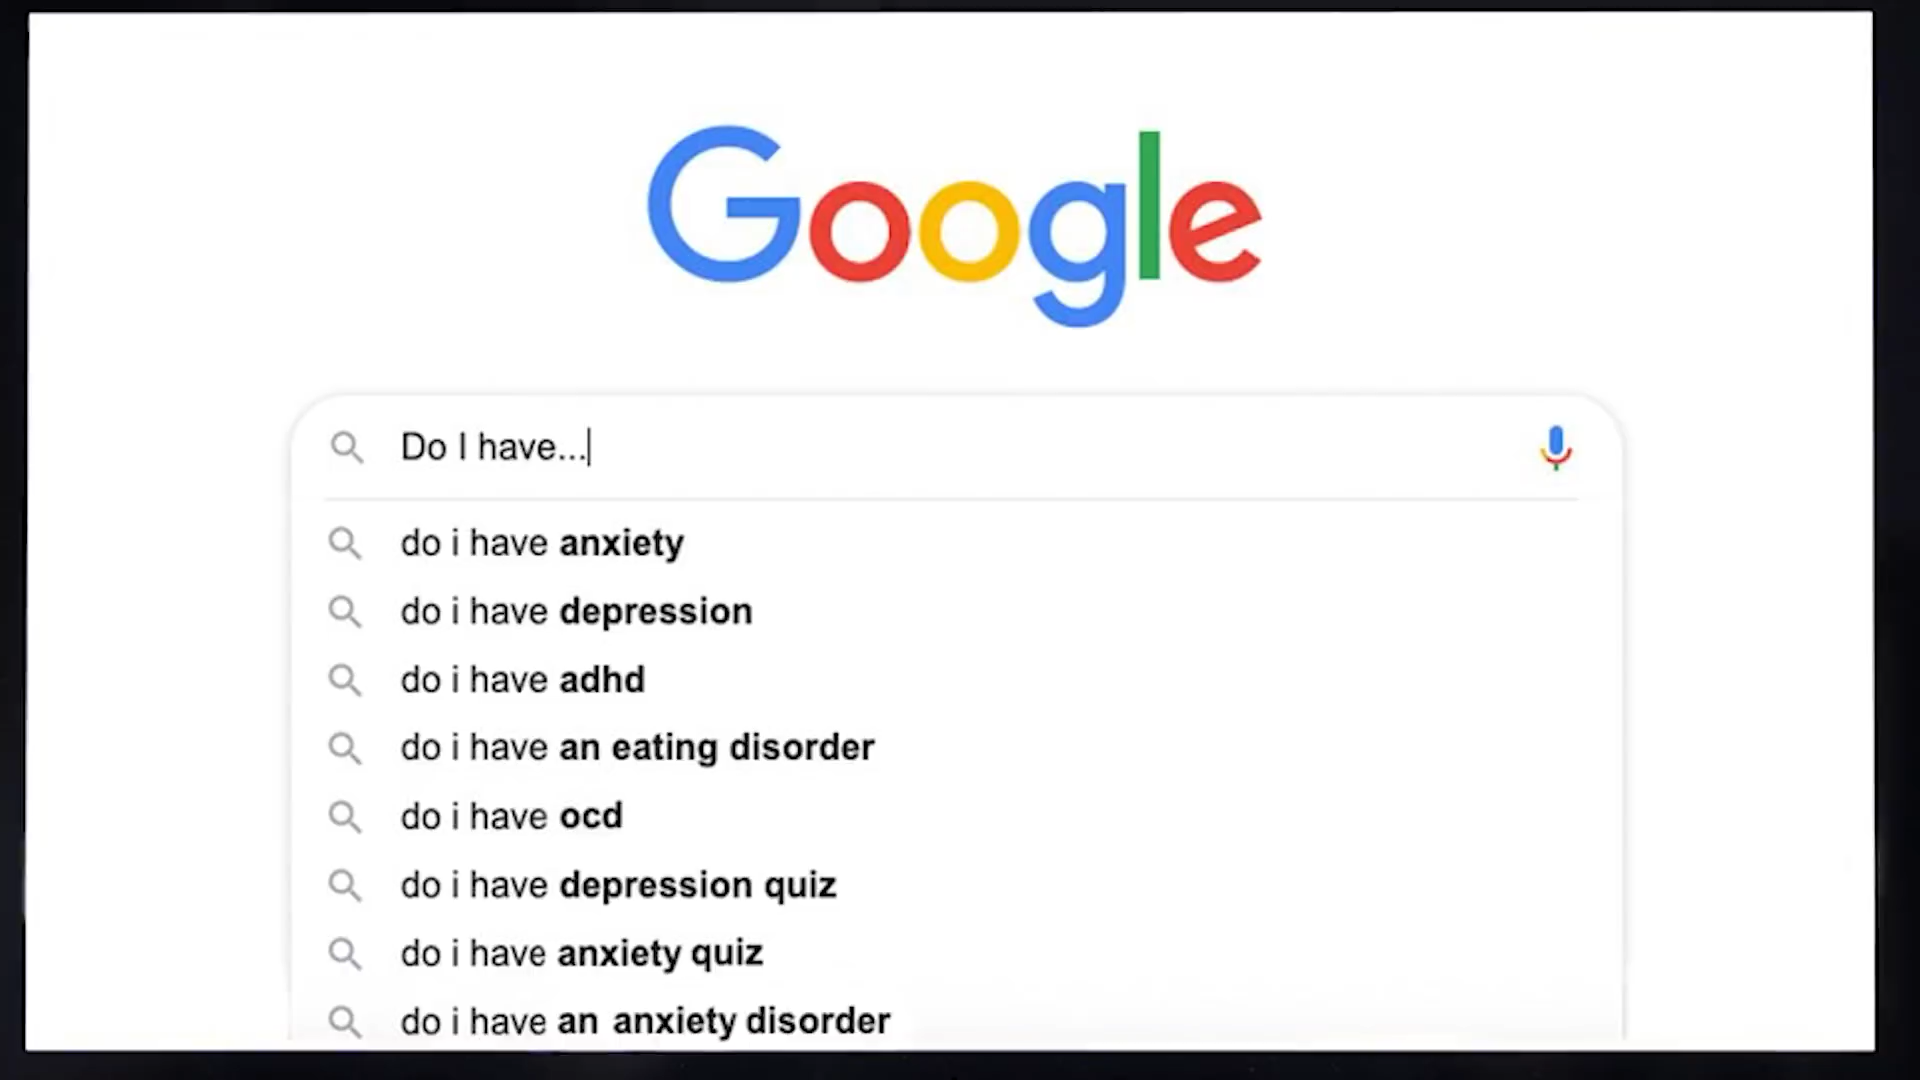 Google
Do I have...
do i have anxiety
do i have depression
do i have adhd
do i have an eating disorder
do i have ocd
do i have depression quiz
do i have anxiety quiz
do i have an anxiety disorder